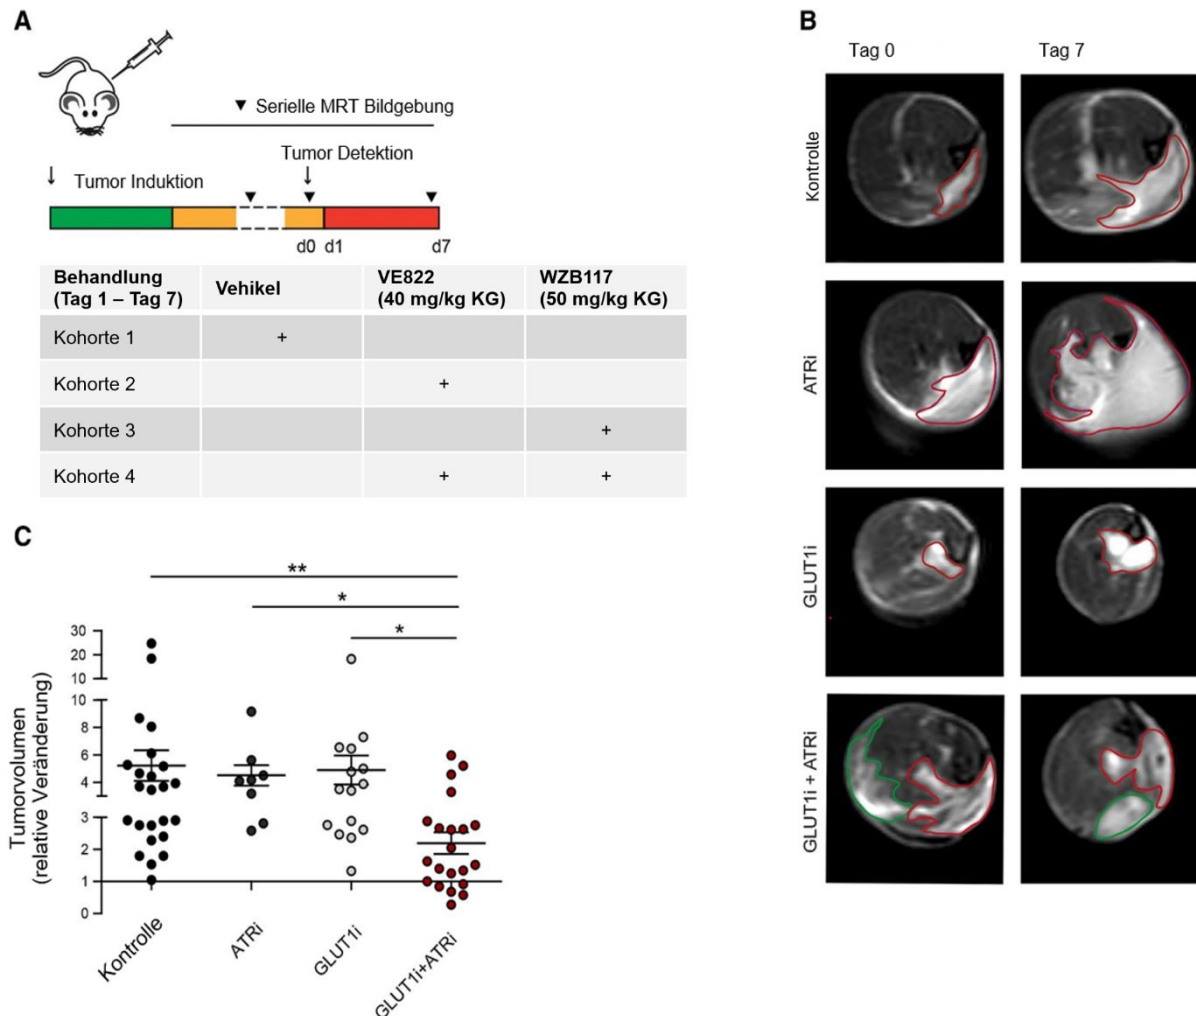 A
▼ Serielle MRT Bildgebung
Tumor Detektion
Tumor Induktion
d0 d1 d7
Behandlung (Tag 1 – Tag 7)
Vehikel
VE822 (40 mg/kg KG)
WZB117 (50 mg/kg KG)
Kohorte 1 +
Kohorte 2 +
Kohorte 3 +
Kohorte 4 + +
B
Tag 0 Tag 7
Kontrolle
ATRi
GLUT1i
GLUT1i + ATRi
C
**
*
*
Tumorvolumen
(relative Veränderung)
30
20
10
10
8
6
4
3
2
1
0
Kontrolle
ATRi
GLUT1i
GLUT1i+ATRi